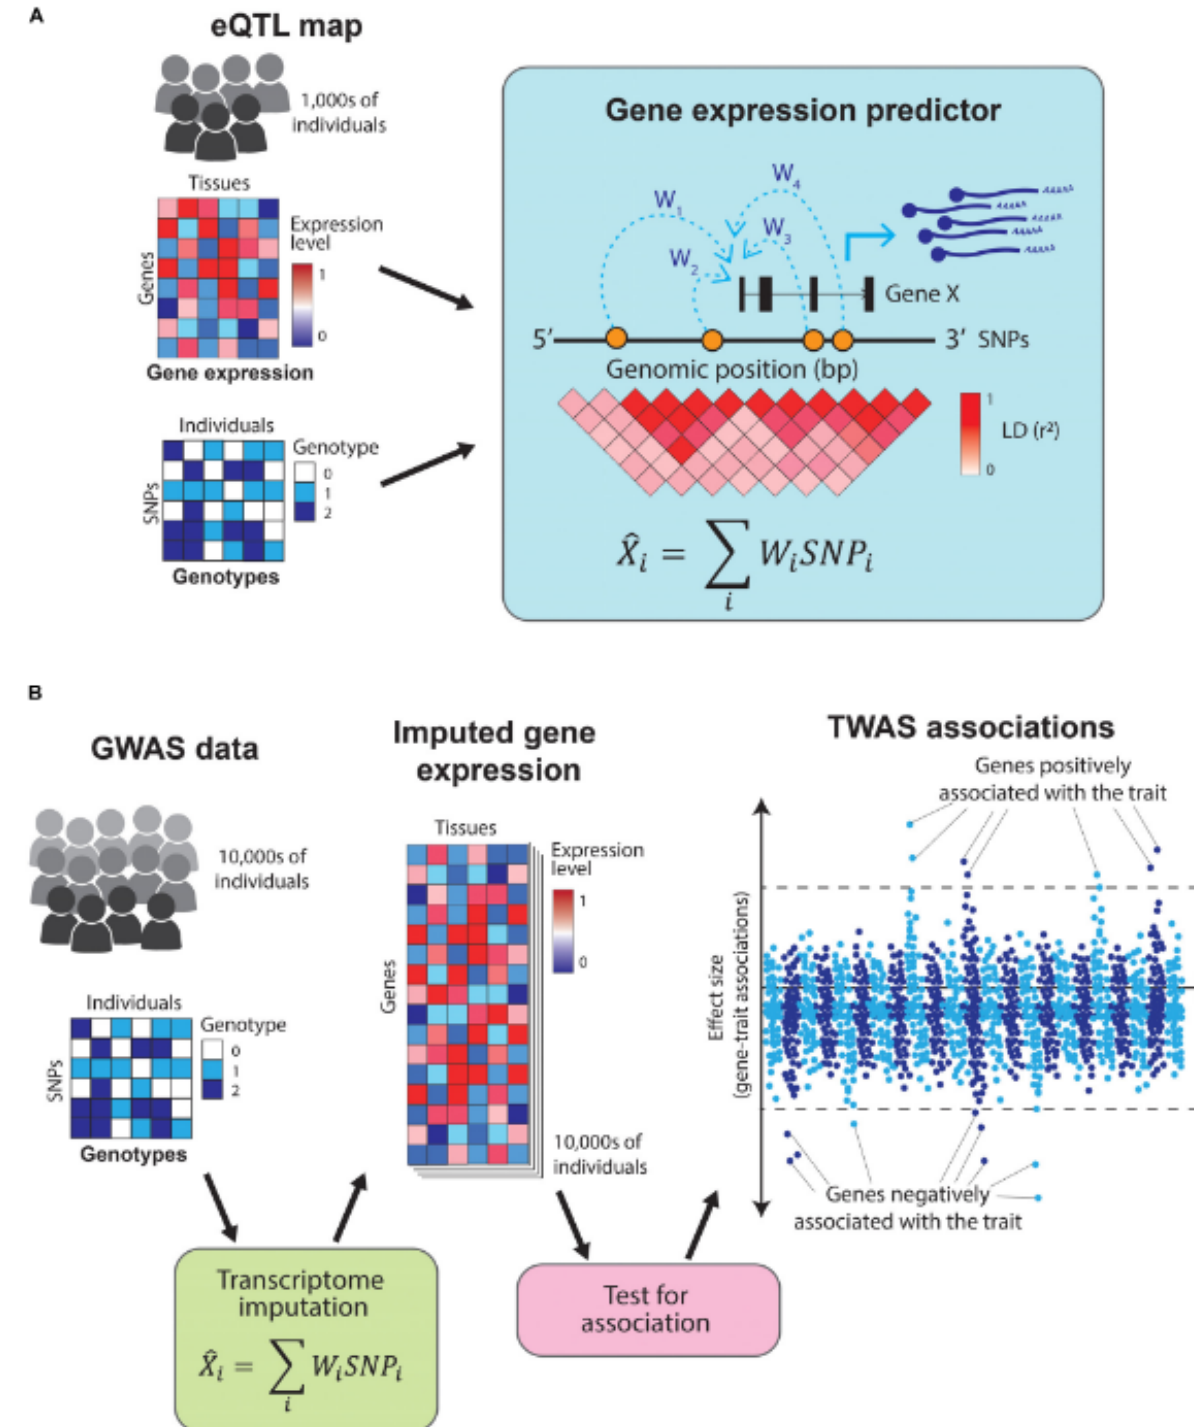 A
eQTL map
1,000s of
individuals
Tissues
Genes
Expression
level
1
0
Gene expression
Individuals
SNPs
Genotype
0
1
2
Genotypes
Gene expression predictor
W1
W2
W3
W4
Gene X
5′
3′ SNPs
Genomic position (bp)
1
LD (r²)
0
X̂i = ∑i WiSNPi
B
GWAS data
10,000s of
individuals
Individuals
SNPs
Genotype
0
1
2
Genotypes
Transcriptome
imputation
X̂i = ∑i WiSNPi
Imputed gene
expression
Tissues
Genes
Expression
level
1
0
10,000s of
individuals
Test for
association
TWAS associations
Genes positively
associated with the trait
Effect size
(gene-trait associations)
Genes negatively
associated with the trait